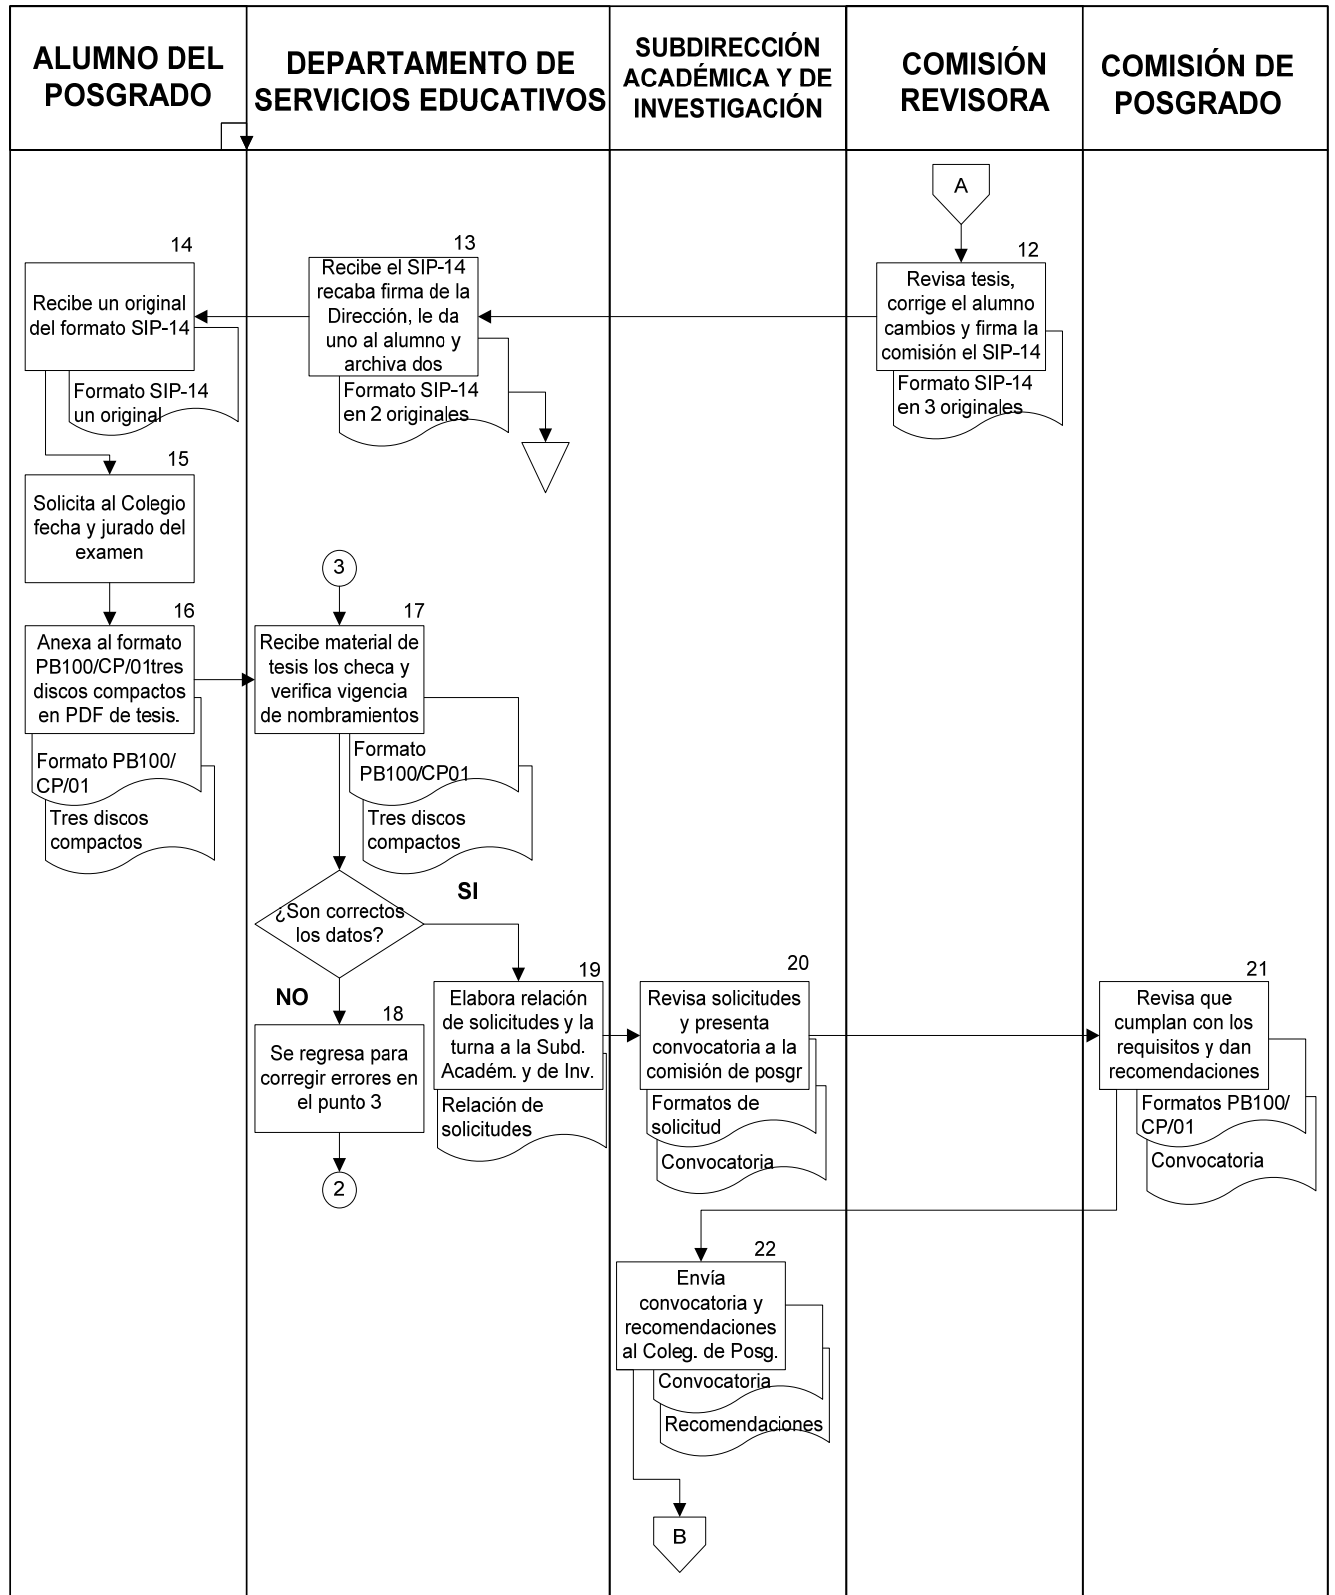 ALUMNO DEL
POSGRADO
DEPARTAMENTO DE
SERVICIOS EDUCATIVOS
SUBDIRECCIÓN
ACADÉMICA Y DE
INVESTIGACIÓN
COMISIÓN
REVISORA
COMISIÓN DE
POSGRADO
A
12
Revisa tesis,
corrige el alumno
cambios y firma la
comisión el SIP-14
Formato SIP-14
en 3 originales
13
Recibe el SIP-14
recaba firma de la
Dirección, le da
uno al alumno y
archiva dos
Formato SIP-14
en 2 originales
14
Recibe un original
del formato SIP-14
Formato SIP-14
un original
15
Solicita al Colegio
fecha y jurado del
examen
16
Anexa al formato
PB100/CP/01tres
discos compactos
en PDF de tesis.
Formato PB100/
CP/01
Tres discos
compactos
3
17
Recibe material de
tesis los checa y
verifica vigencia
de nombramientos
Formato
PB100/CP01
Tres discos
compactos
¿Son correctos
los datos?
SI
NO
18
Se regresa para
corregir errores en
el punto 3
2
19
Elabora relación
de solicitudes y la
turna a la Subd.
Académ. y de Inv.
Relación de
solicitudes
20
Revisa solicitudes
y presenta
convocatoria a la
comisión de posgr
Formatos de
solicitud
Convocatoria
21
Revisa que
cumplan con los
requisitos y dan
recomendaciones
Formatos PB100/
CP/01
Convocatoria
22
Envía
convocatoria y
recomendaciones
al Coleg. de Posg.
Convocatoria
Recomendaciones
B